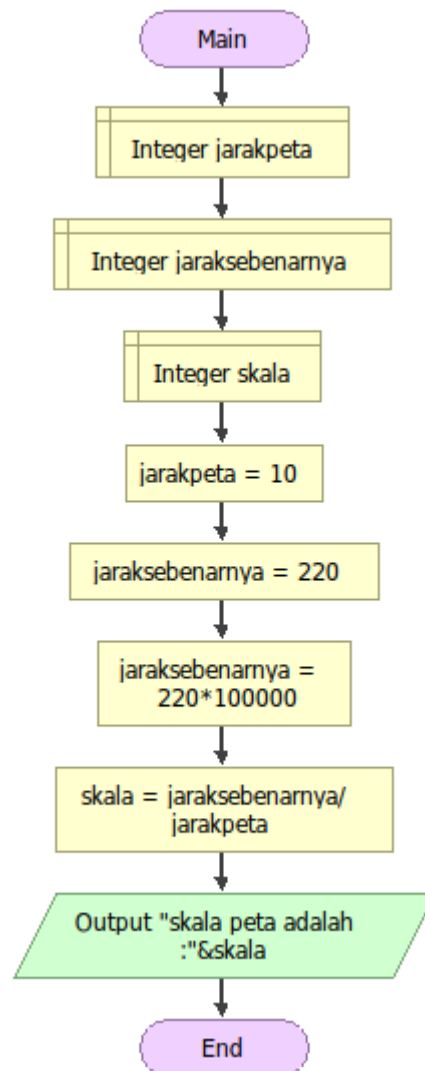 Main
Integer jarakpeta
Integer jaraksebenarnya
Integer skala
jarakpeta = 10
jaraksebenarnya = 220
jaraksebenarnya =
220*100000
skala = jaraksebenarnya/
jarakpeta
Output "skala peta adalah
:"&skala
End